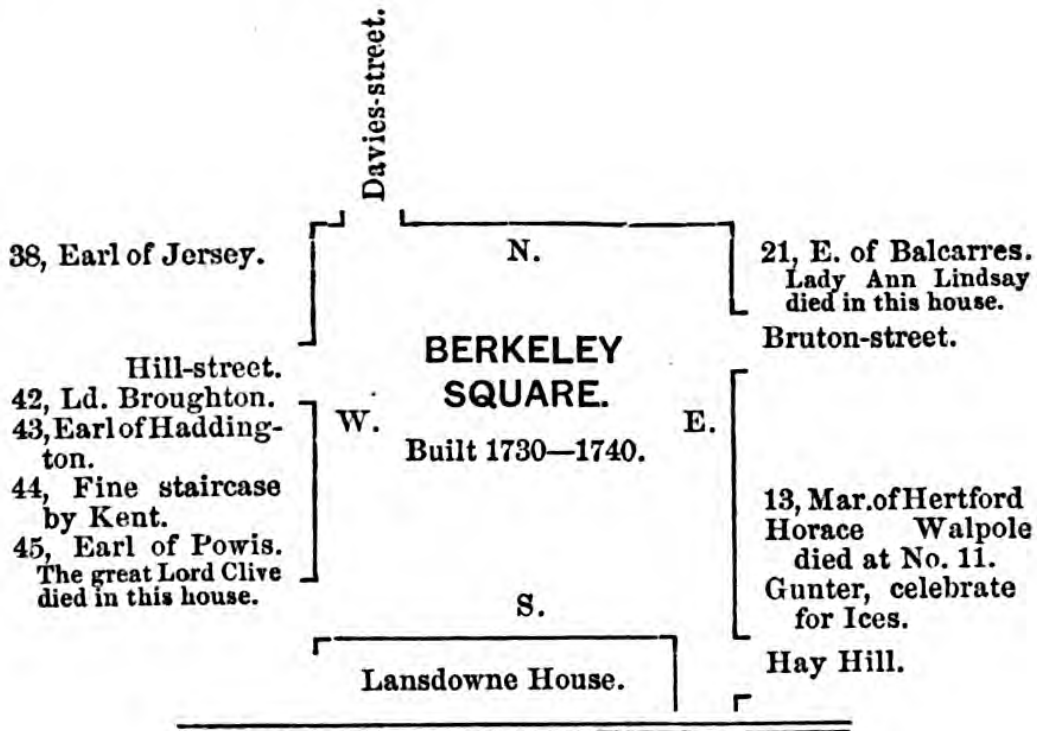 Davies-street.
38, Earl of Jersey.
N.
21, E. of Balcarres.
Lady Ann Lindsay
died in this house.
Bruton-street.
Hill-street.
42, Ld. Broughton.
43, Earl of Hadding-
ton.
44, Fine staircase
by Kent.
45, Earl of Powis.
The great Lord Clive
died in this house.
W.
BERKELEY
SQUARE.
Built 1730—1740.
E.
13, Mar. of Hertford
Horace Walpole
died at No. 11.
Gunter, celebrate
for Ices.
S.
Lansdowne House.
Hay Hill.